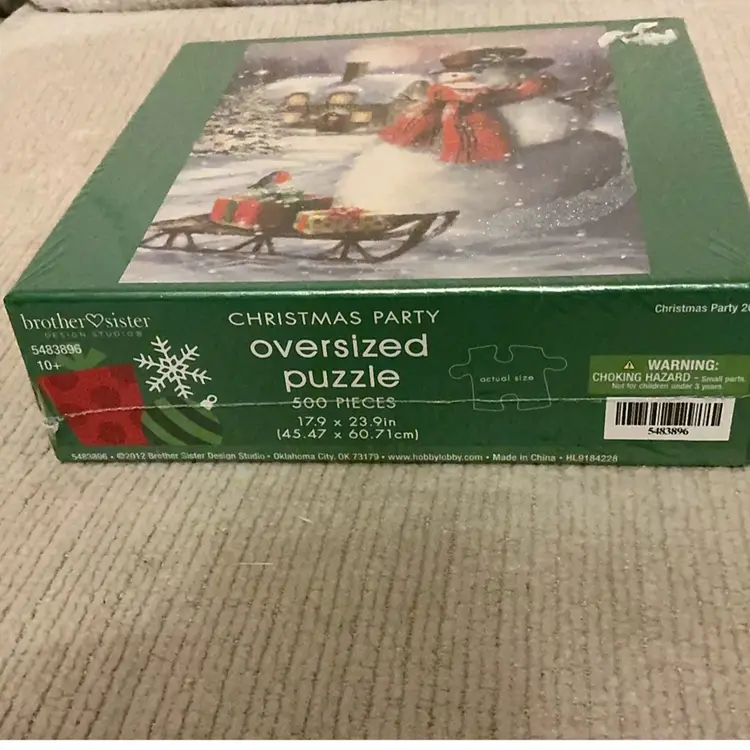 brother♡sister
DESIGN STUDIO®
5483896
10+
CHRISTMAS PARTY
oversized
puzzle
500 PIECES
17.9 x 23.9in
(45.47 x 60.71cm)
actual size
Christmas Party
WARNING:
CHOKING HAZARD - Small parts.
Not for children under 3 years.
5483896
5483896 • ©2012 Brother Sister Design Studio • Oklahoma City, OK 73179 • www.hobbylobby.com • Made in China • HL9184228